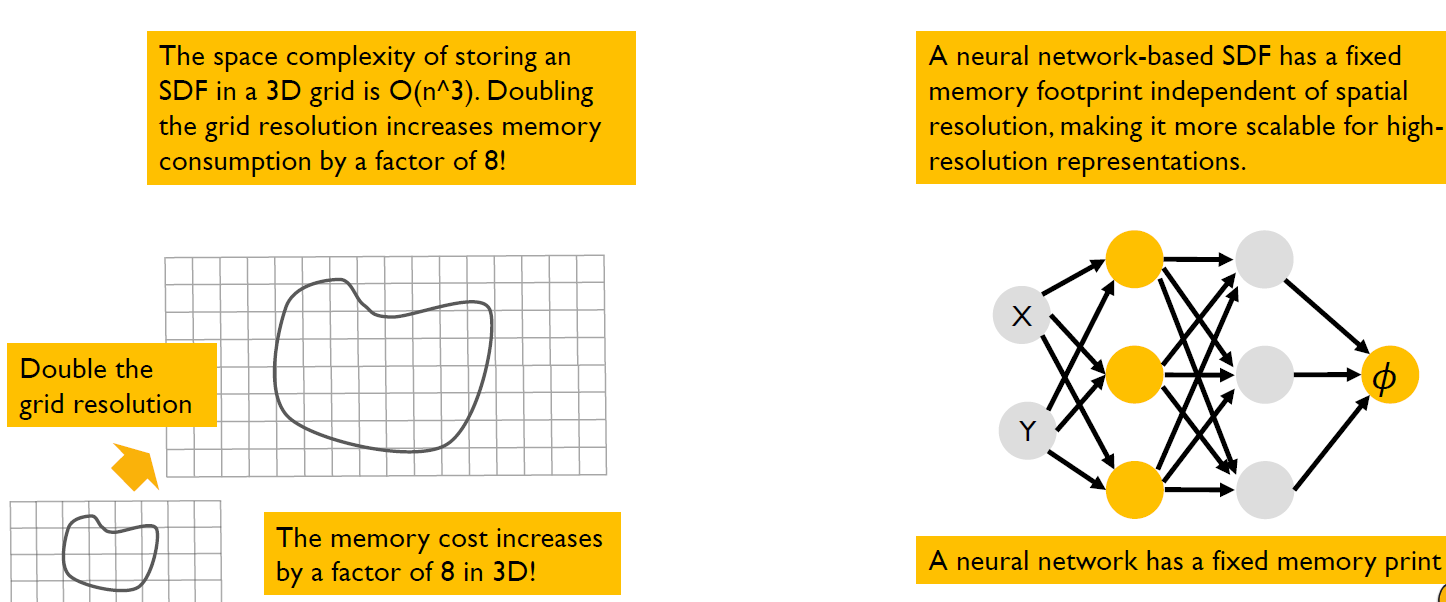 The space complexity of storing an
SDF in a 3D grid is O(n^3). Doubling
the grid resolution increases memory
consumption by a factor of 8!
Double the
grid resolution
The memory cost increases
by a factor of 8 in 3D!
A neural network-based SDF has a fixed
memory footprint independent of spatial
resolution, making it more scalable for high-
resolution representations.
X
Y
ϕ
A neural network has a fixed memory print